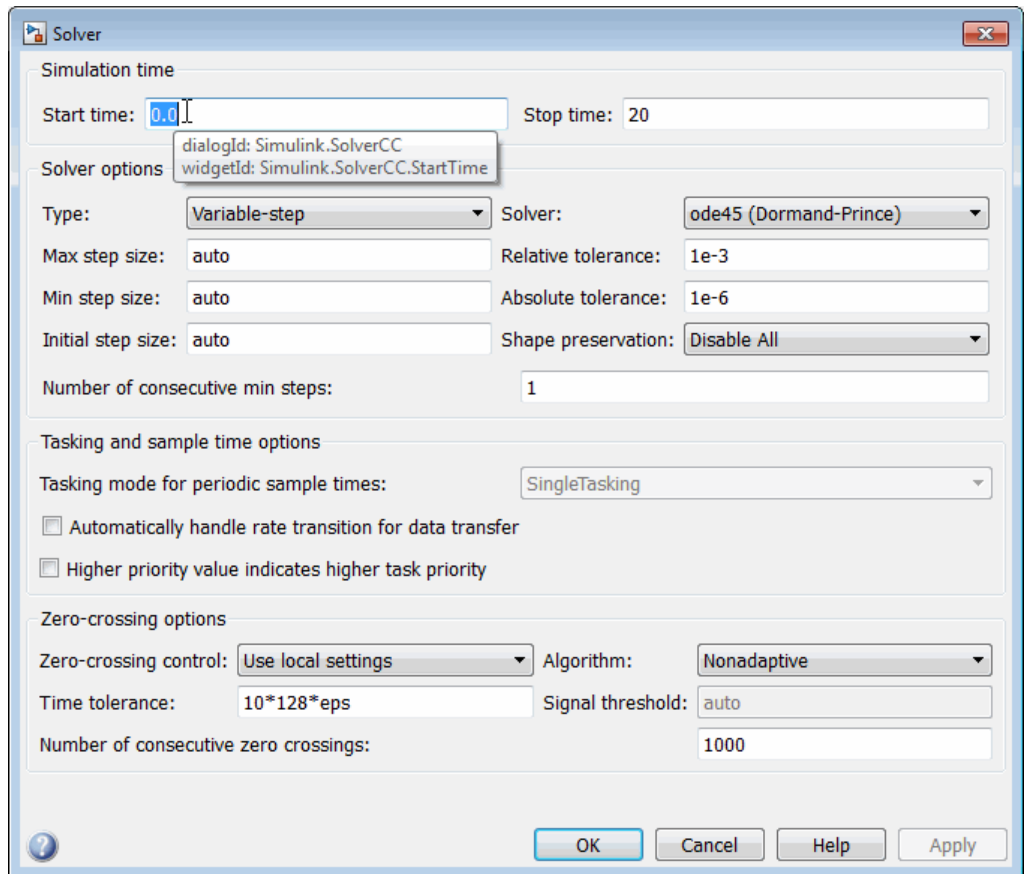 Solver
Simulation time
Start time: 0.0 Stop time: 20
dialogId: Simulink.SolverCC
widgetId: Simulink.SolverCC.StartTime
Solver options
Type: Variable-step Solver: ode45 (Dormand-Prince)
Max step size: auto Relative tolerance: 1e-3
Min step size: auto Absolute tolerance: 1e-6
Initial step size: auto Shape preservation: Disable All
Number of consecutive min steps: 1
Tasking and sample time options
Tasking mode for periodic sample times: SingleTasking
Automatically handle rate transition for data transfer
Higher priority value indicates higher task priority
Zero-crossing options
Zero-crossing control: Use local settings Algorithm: Nonadaptive
Time tolerance: 10*128*eps Signal threshold: auto
Number of consecutive zero crossings: 1000
? OK Cancel Help Apply